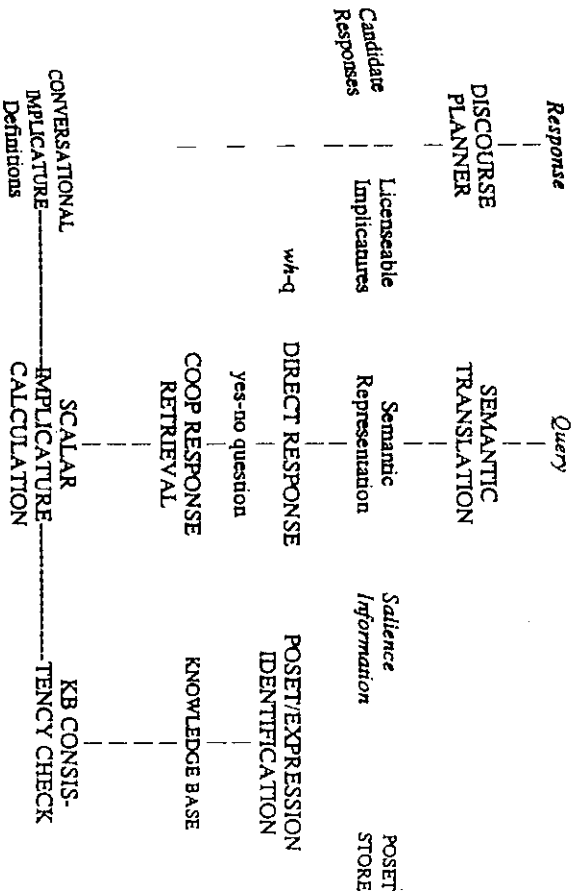 Response
Query
DISCOURSE
PLANNER
SEMANTIC
TRANSLATION
Candidate
Responses
Licenseable
Implicatures
Semantic
Representation
Salience
Information
POSET
STORE
wh-q
DIRECT RESPONSE
POSET/EXPRESSION
IDENTIFICATION
yes-no question
COOP RESPONSE
RETRIEVAL
KNOWLEDGE BASE
CONVERSATIONAL
IMPLICATURE
Definitions
SCALAR
IMPLICATURE
CALCULATION
KB CONSIS-
TENCY CHECK